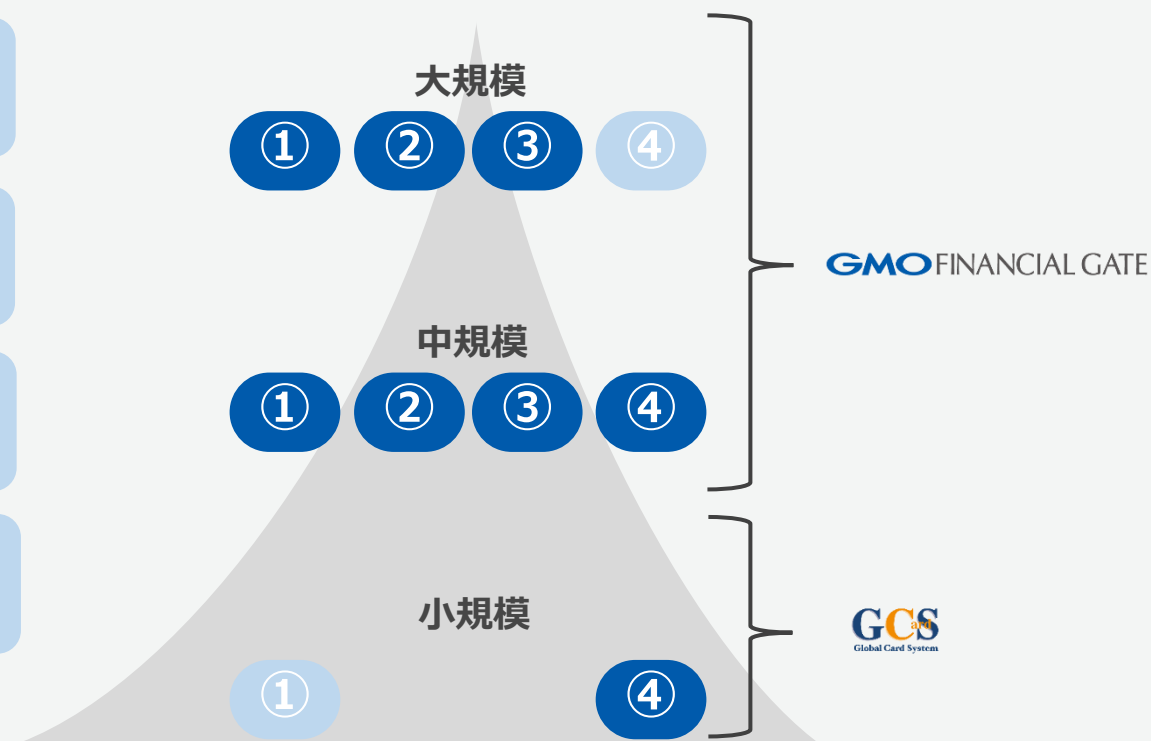 大規模
① ② ③ ④
GMO FINANCIAL GATE
中規模
① ② ③ ④
小規模
GCardS
Global Card System
① ④